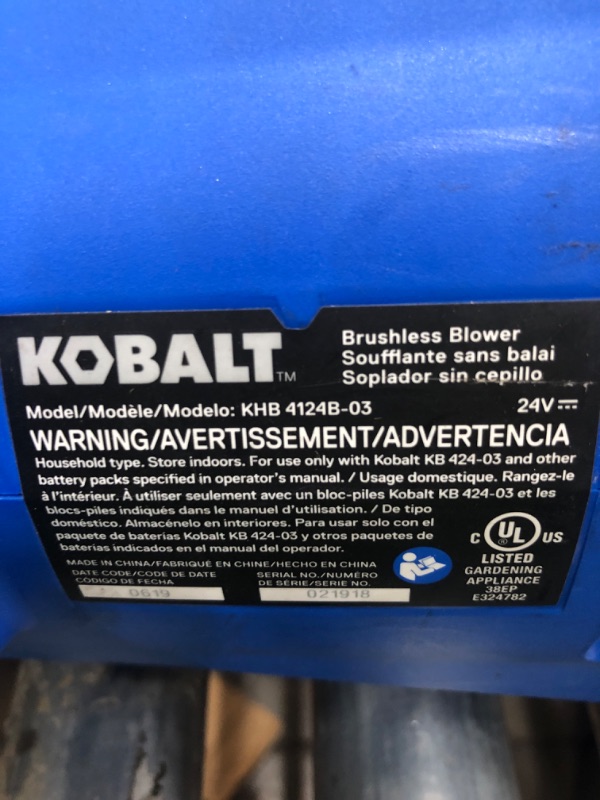 KOBALT™
Brushless Blower
Soufflante sans balai
Soplador sin cepillo
Model/Modèle/Modelo: KHB 4124B-03
24V
WARNING/AVERTISSEMENT/ADVERTENCIA
Household type. Store indoors. For use only with Kobalt KB 424-03 and other
battery packs specified in operator's manual. / Usage domestique. Rangez-le
à l'intérieur. À utiliser seulement avec un bloc-piles Kobalt KB 424-03 et les
blocs-piles indiqués dans le manuel d'utilisation. / De tipo
doméstico. Almacénelo en interiores. Para usar solo con el
paquete de baterías Kobalt KB 424-03 y otros paquetes de
baterías indicados en el manual del operador.
MADE IN CHINA/FABRIQUÉ EN CHINE/HECHO EN CHINA
DATE CODE/CODE DE DATE
CÓDIGO DE FECHA
D619
SERIAL NO./NUMÉRO
DE SÉRIE/SERIE NO.
021918
C UL US
LISTED
GARDENING
APPLIANCE
38EP
E324782